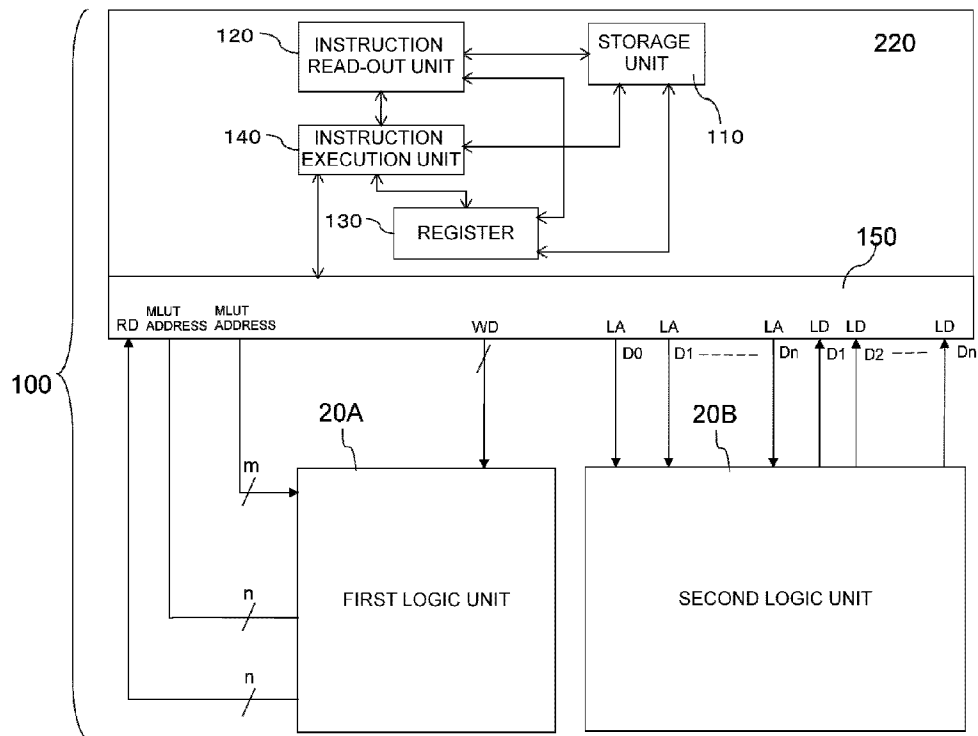 120
INSTRUCTION
READ-OUT UNIT
STORAGE
UNIT
220
110
140
INSTRUCTION
EXECUTION UNIT
130
REGISTER
150
RD
MLUT
ADDRESS
MLUT
ADDRESS
WD
LA
LA
LA
LD
LD
LD
D0
D1
Dn
D1
D2
Dn
100
20A
20B
m
n
n
FIRST LOGIC UNIT
SECOND LOGIC UNIT